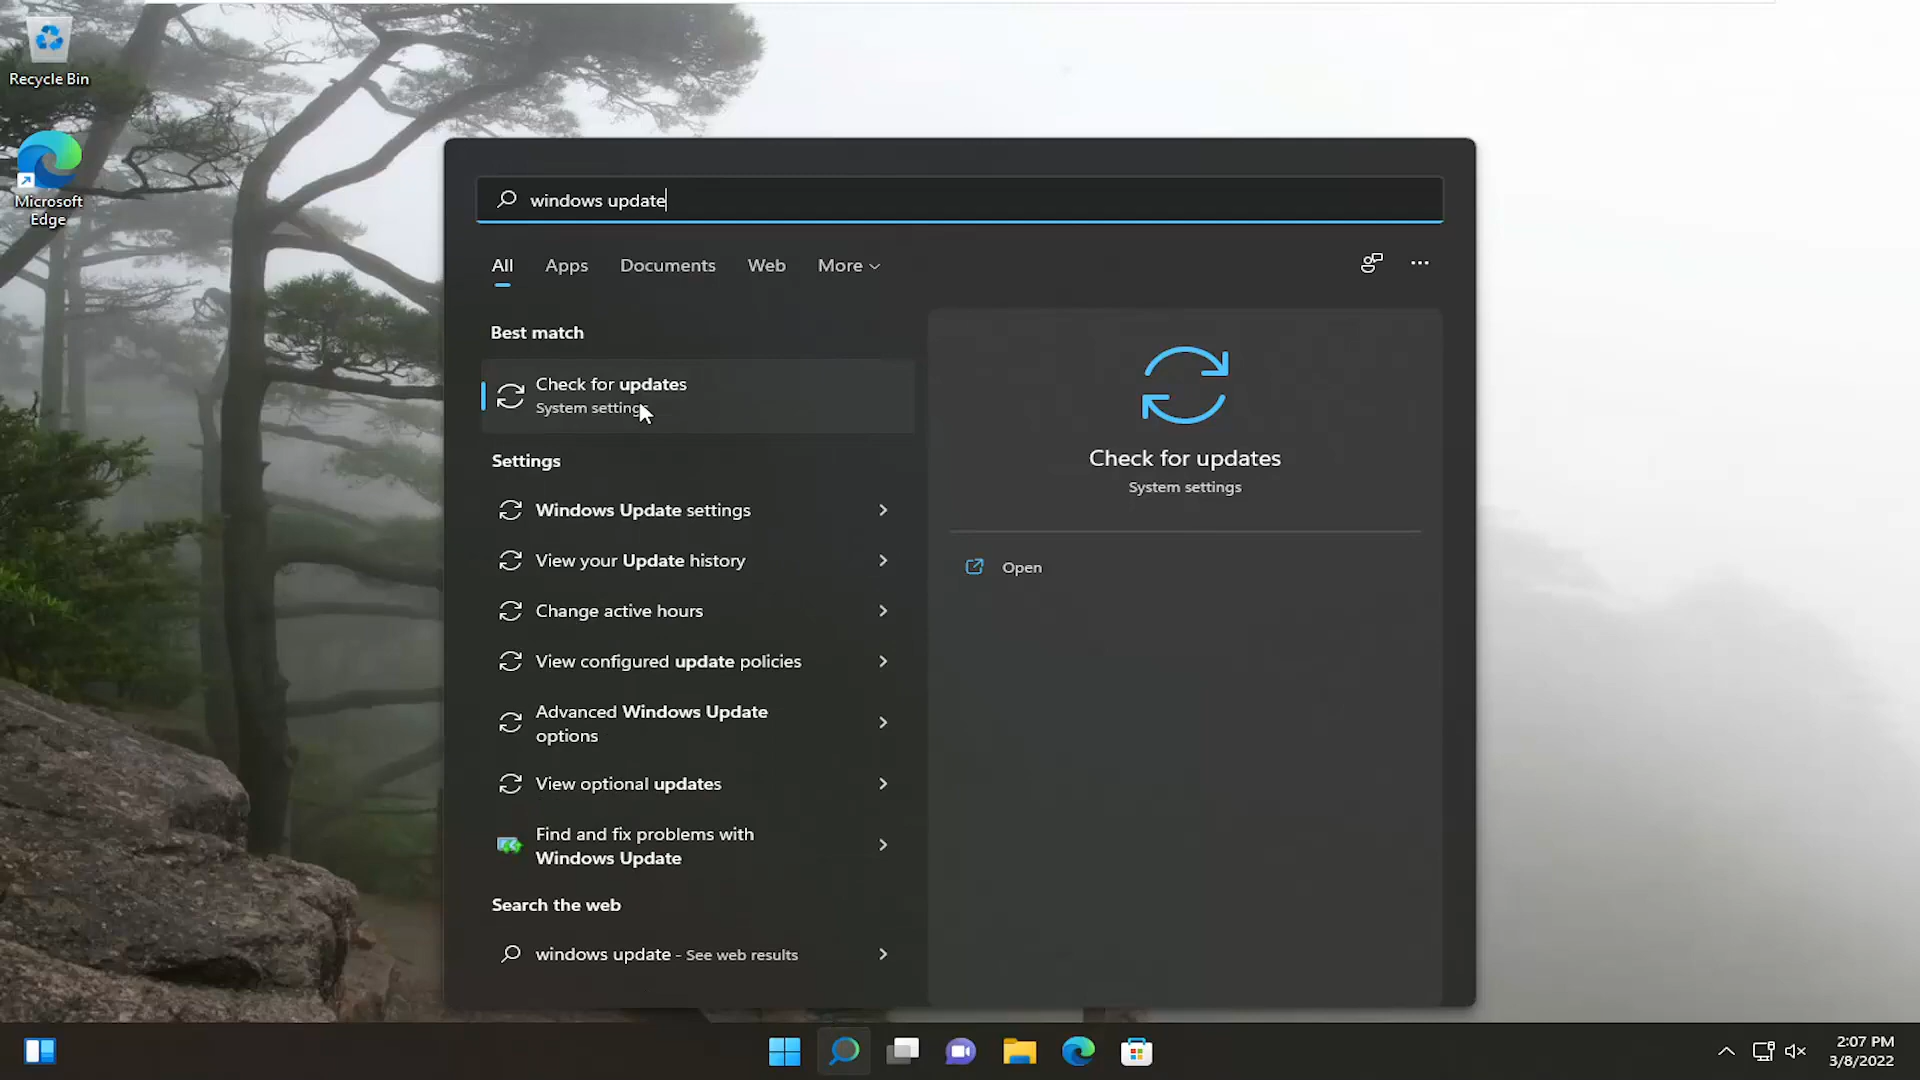 Recycle Bin
Microsoft
Edge
windows update
All
Apps
Documents
Web
More
Best match
Check for updates
System settings
Settings
Windows Update settings
View your Update history
Change active hours
View configured update policies
Advanced Windows Update
options
View optional updates
Find and fix problems with
Windows Update
Search the web
windows update - See web results
Check for updates
System settings
Open
2:07 PM
3/8/2022